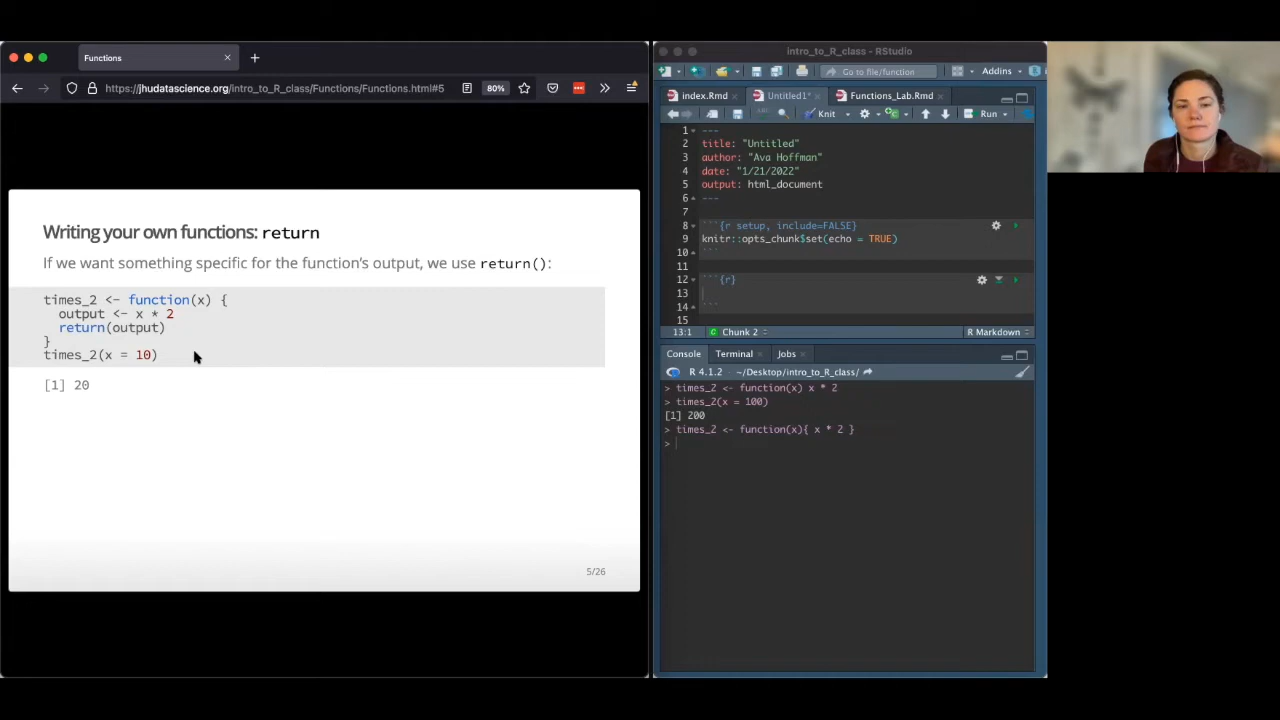 Functions
https://jhudatascience.org/intro_to_R_class/Functions/Functions.html#5
80%
Writing your own functions: return
If we want something specific for the function's output, we use return():
times_2 <- function(x) {
output <- x * 2
return(output)
}
times_2(x = 10)
[1] 20
5/26
intro_to_R_class - RStudio
Go to file/function
Addins
index.Rmd
Untitled1*
Functions_Lab.Rmd
Knit
Run
1 ---
2 title: "Untitled"
3 author: "Ava Hoffman"
4 date: "1/21/2022"
5 output: html_document
6 ---
7
8 ```{r setup, include=FALSE}
9 knitr::opts_chunk$set(echo = TRUE)
10 ```
11
12 ```{r}
13
14 ```
15
13:1 Chunk 2 R Markdown
Console Terminal Jobs
R 4.1.2 · ~/Desktop/intro_to_R_class/
> times_2 <- function(x) x * 2
> times_2(x = 100)
[1] 200
> times_2 <- function(x){ x * 2 }
>